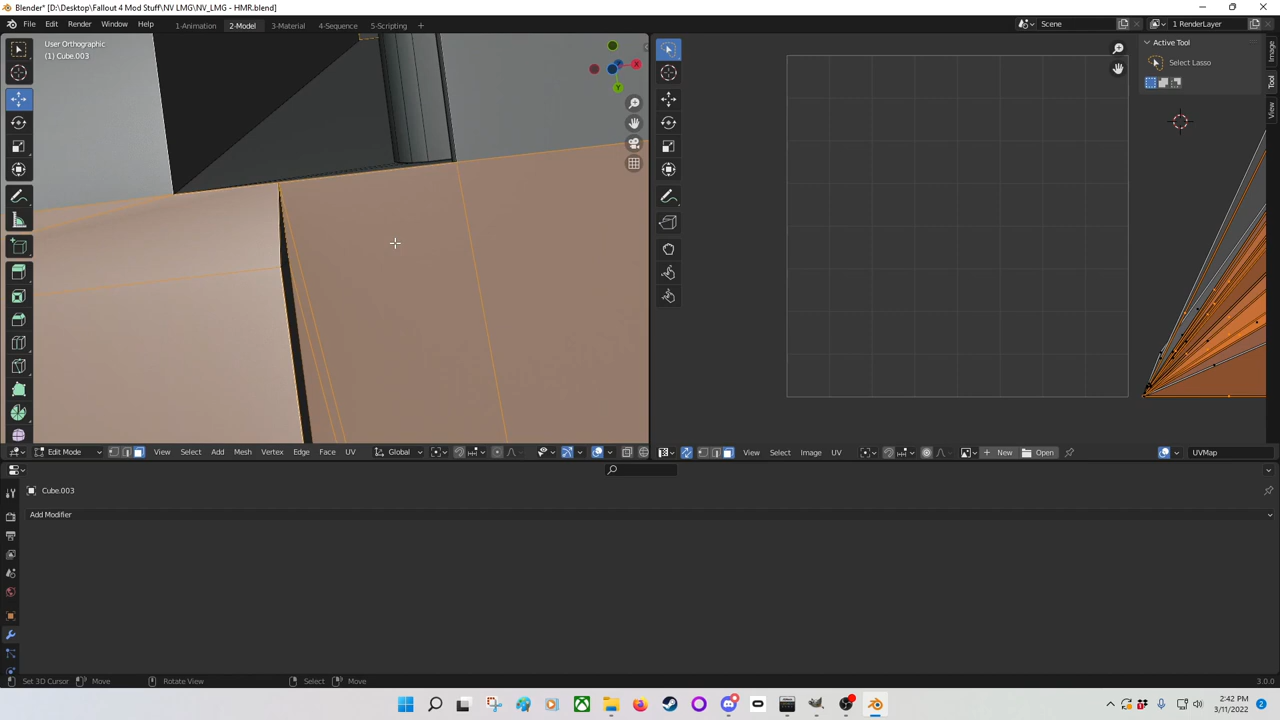 Blender* [D:\Desktop\Fallout 4 Mod Stuff\NV LMG\NV_LMG - HMR.blend]
File Edit Render Window Help 1-Animation 2-Model 3-Material 4-Sequence 5-Scripting + Scene 1 RenderLayer
User Orthographic
(1) Cube.003
Active Tool
Select Lasso
Image
Tool
View
Edit Mode View Select Add Mesh Vertex Edge Face UV Global View Select Image UV New Open UVMap
Cube.003
Add Modifier
Set 3D Cursor Move Rotate View Select Move 3.0.0
2:42 PM
3/11/2022
2